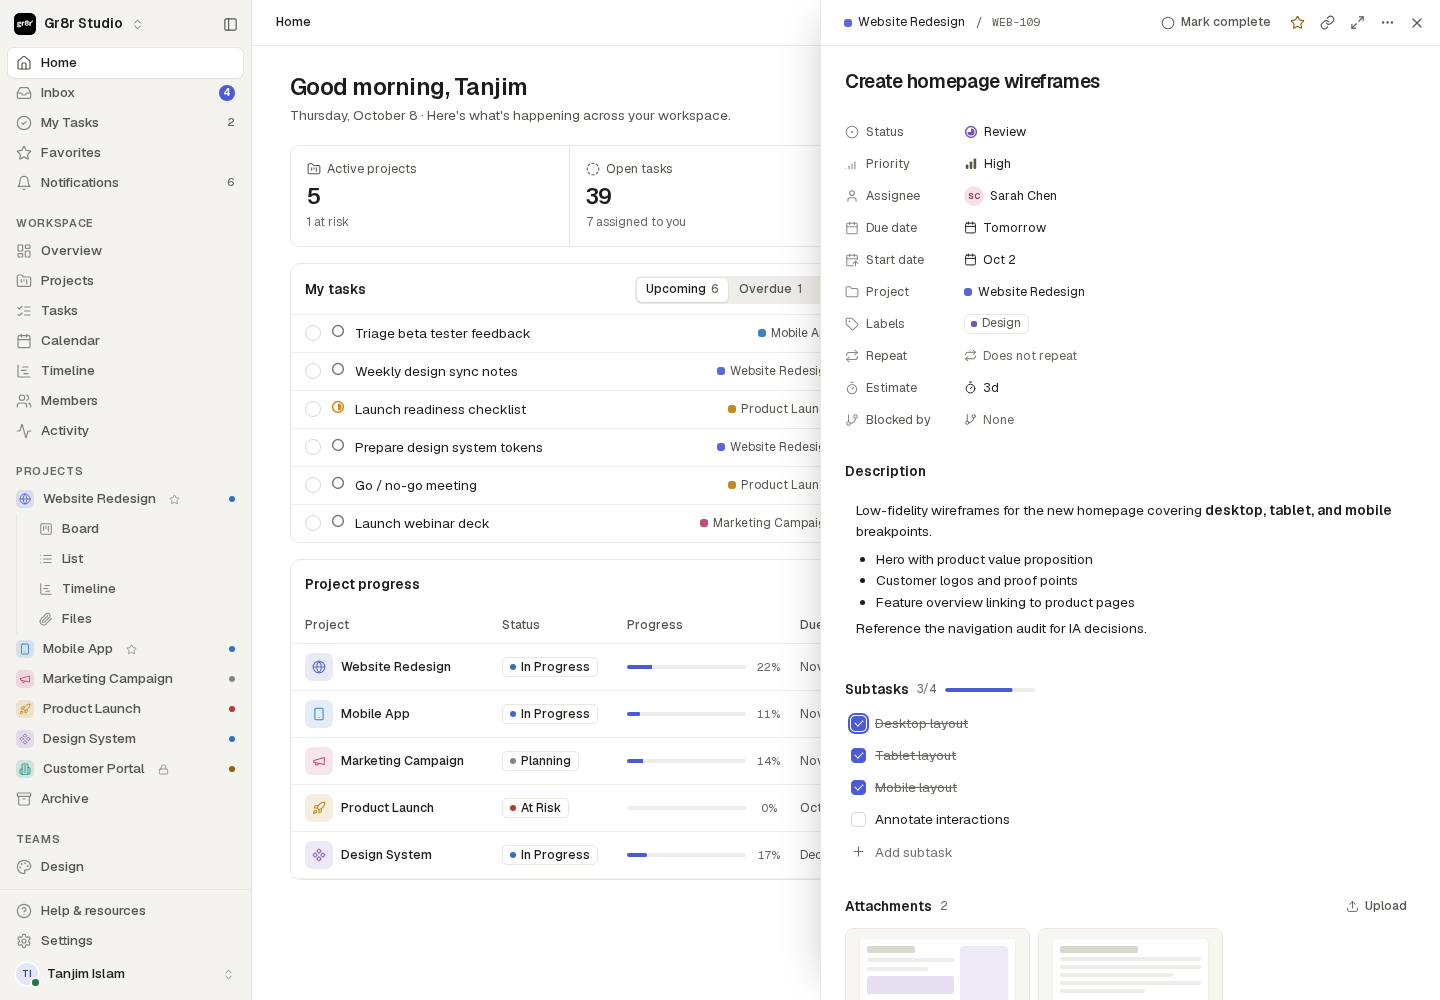 gr8r
Gr8r Studio
Home
Inbox 4
My Tasks 2
Favorites
Notifications 6
WORKSPACE
Overview
Projects
Tasks
Calendar
Timeline
Members
Activity
PROJECTS
Website Redesign
Board
List
Timeline
Files
Mobile App
Marketing Campaign
Product Launch
Design System
Customer Portal
Archive
TEAMS
Design
Help & resources
Settings
TI Tanjim Islam
Home
Good morning, Tanjim
Thursday, October 8 · Here's what's happening across your workspace.
Active projects
5
1 at risk
Open tasks
39
7 assigned to you
My tasks
Upcoming 6 Overdue 1
Triage beta tester feedback Mobile A
Weekly design sync notes Website Redesig
Launch readiness checklist Product Laun
Prepare design system tokens Website Redesig
Go / no-go meeting Product Laun
Launch webinar deck Marketing Campaig
Project progress
Project Status Progress Due
Website Redesign In Progress 22% Nov
Mobile App In Progress 11% Nov
Marketing Campaign Planning 14% Nov
Product Launch At Risk 0% Oct
Design System In Progress 17% Dec
Website Redesign / WEB-109 Mark complete
Create homepage wireframes
Status Review
Priority High
Assignee SC Sarah Chen
Due date Tomorrow
Start date Oct 2
Project Website Redesign
Labels Design
Repeat Does not repeat
Estimate 3d
Blocked by None
Description
Low-fidelity wireframes for the new homepage covering desktop, tablet, and mobile
breakpoints.
• Hero with product value proposition
• Customer logos and proof points
• Feature overview linking to product pages
Reference the navigation audit for IA decisions.
Subtasks 3/4
Desktop layout
Tablet layout
Mobile layout
Annotate interactions
Add subtask
Attachments 2 Upload